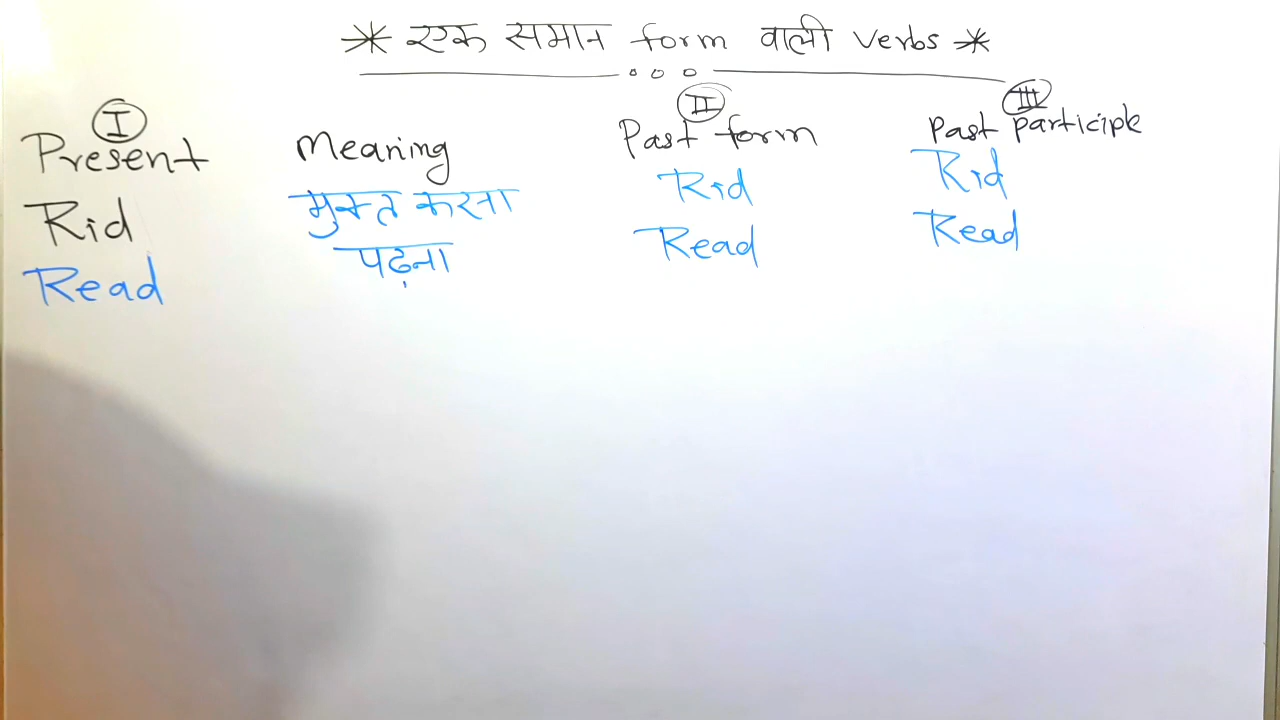 * एक समान form वाली verbs *
I II III
Present Meaning Past form Past participle
Rid मुक्त करना Rid Rid
Read पढ़ना Read Read